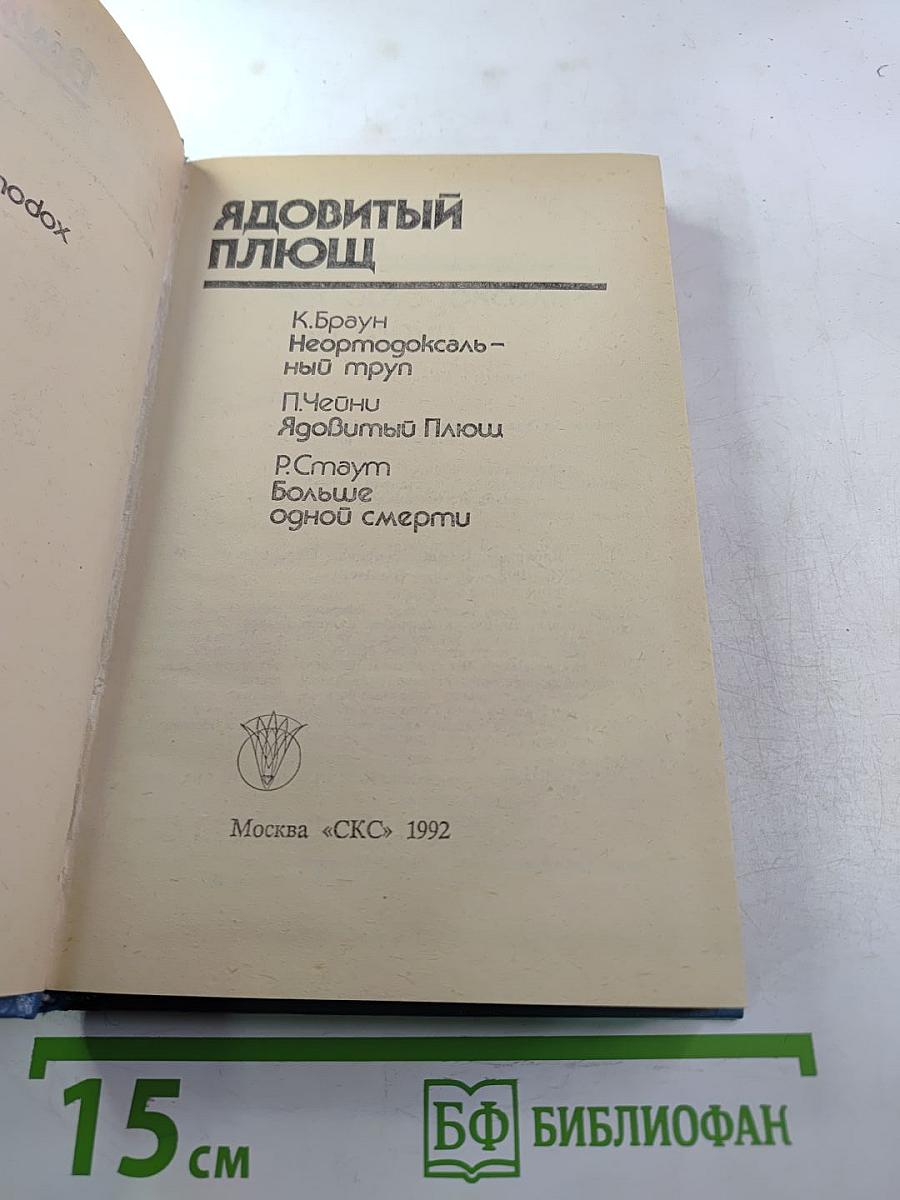 ЯДОВИТЫЙ
ПЛЮЩ
К.Браун
Неортодоксаль-
ный труп
П.Чейни
Ядовитый Плющ
Р.Стаут
Больше
одной смерти
Москва «СКС» 1992
15 см
БФ БИБЛИОФАН